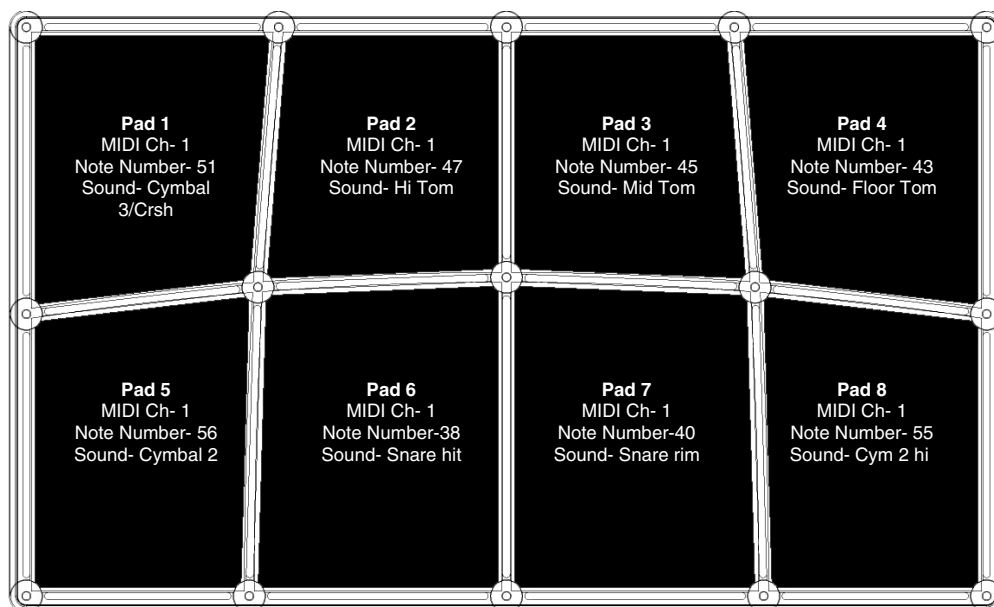 Pad 1
MIDI Ch- 1
Note Number- 51
Sound- Cymbal
3/Crsh
Pad 2
MIDI Ch- 1
Note Number- 47
Sound- Hi Tom
Pad 3
MIDI Ch- 1
Note Number- 45
Sound- Mid Tom
Pad 4
MIDI Ch- 1
Note Number- 43
Sound- Floor Tom
Pad 5
MIDI Ch- 1
Note Number- 56
Sound- Cymbal 2
Pad 6
MIDI Ch- 1
Note Number-38
Sound- Snare hit
Pad 7
MIDI Ch- 1
Note Number-40
Sound- Snare rim
Pad 8
MIDI Ch- 1
Note Number- 55
Sound- Cym 2 hi